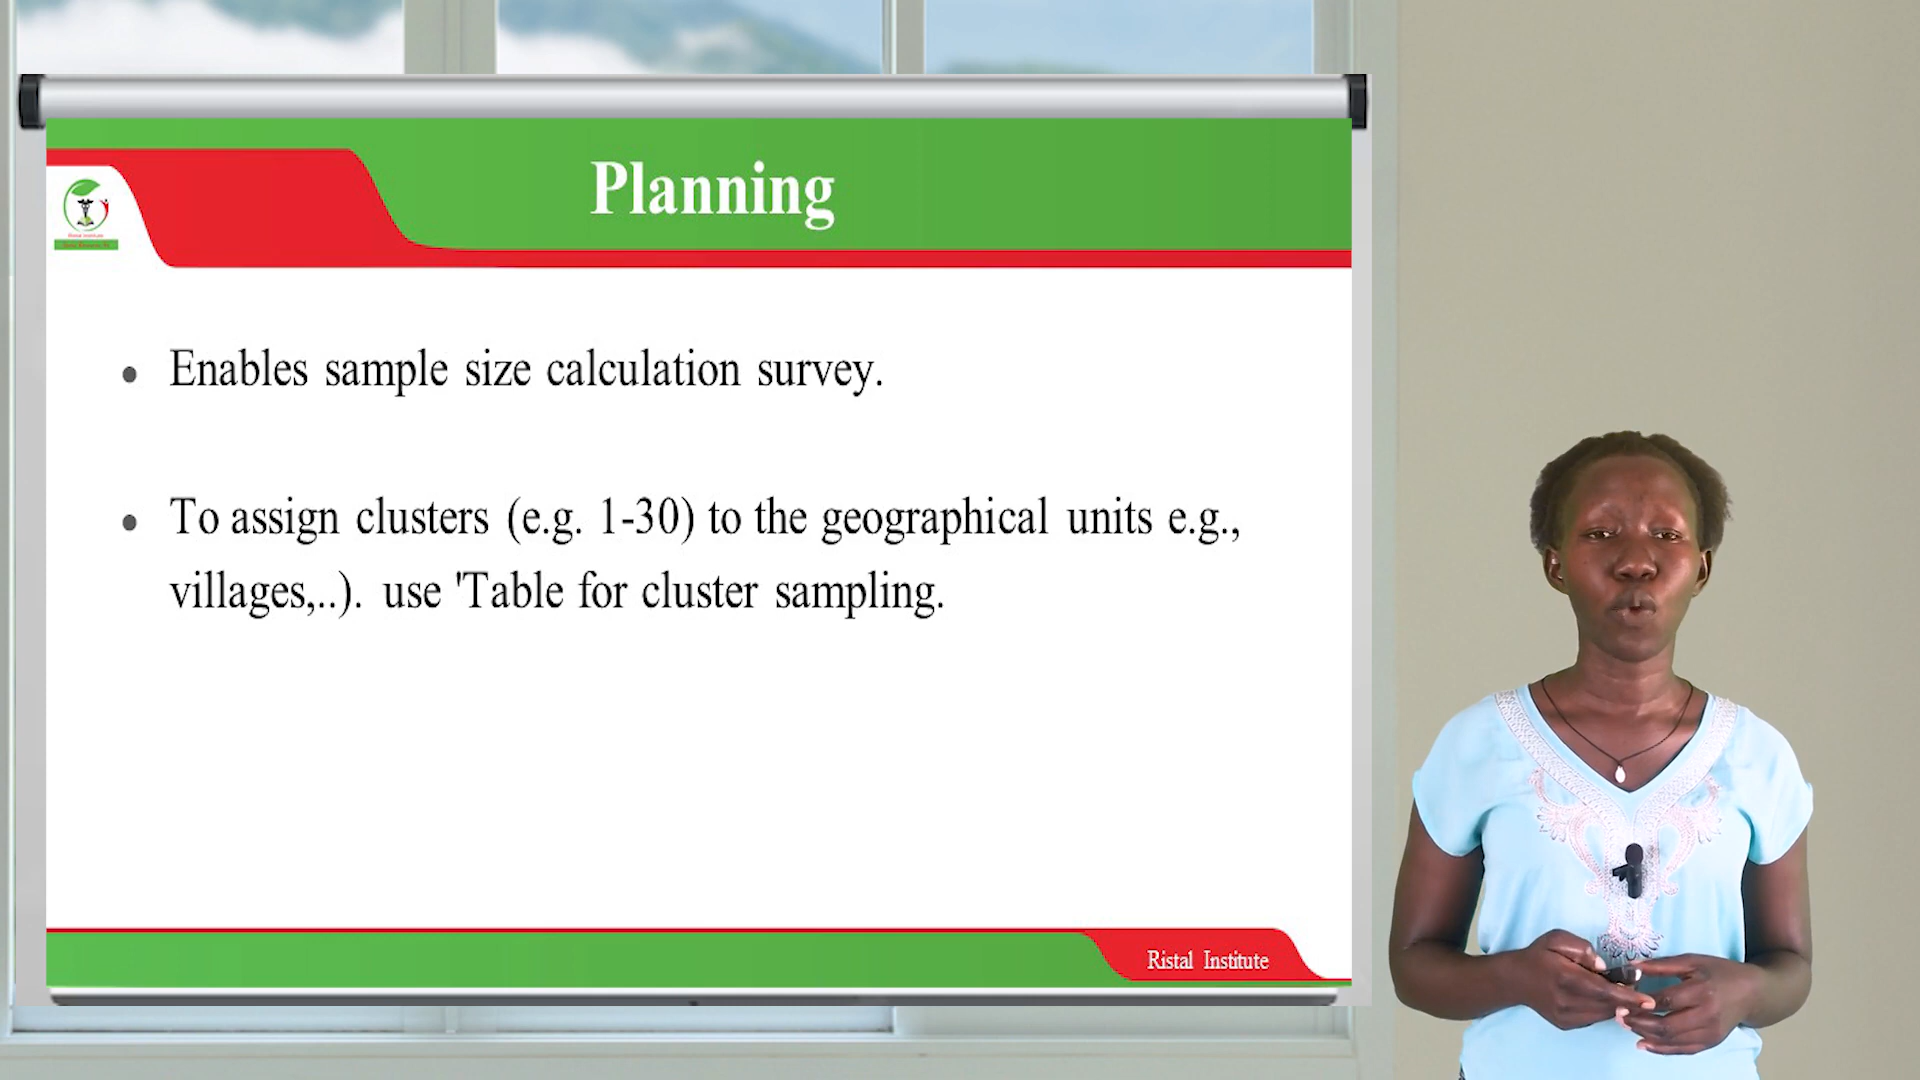 Planning
• Enables sample size calculation survey.
• To assign clusters (e.g. 1-30) to the geographical units e.g.,
villages,..). use 'Table for cluster sampling.
Ristal Institute